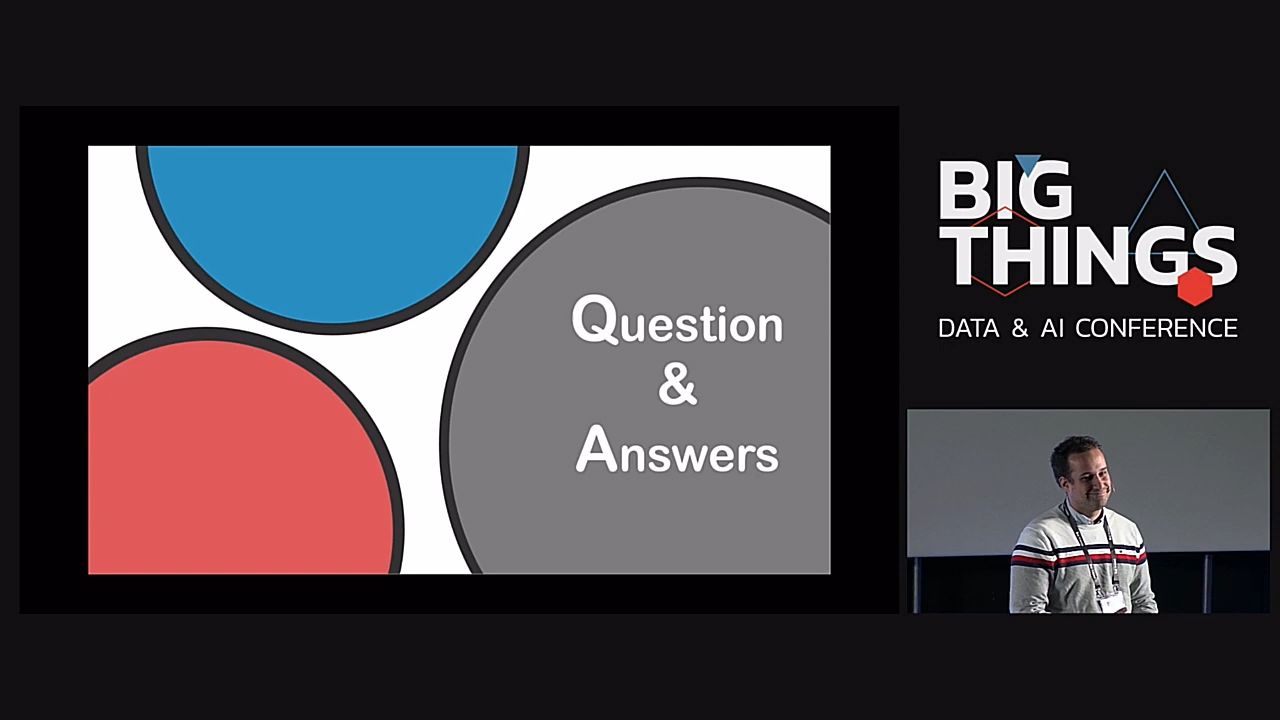 Question
&
Answers
BIG
THINGS
DATA & AI CONFERENCE